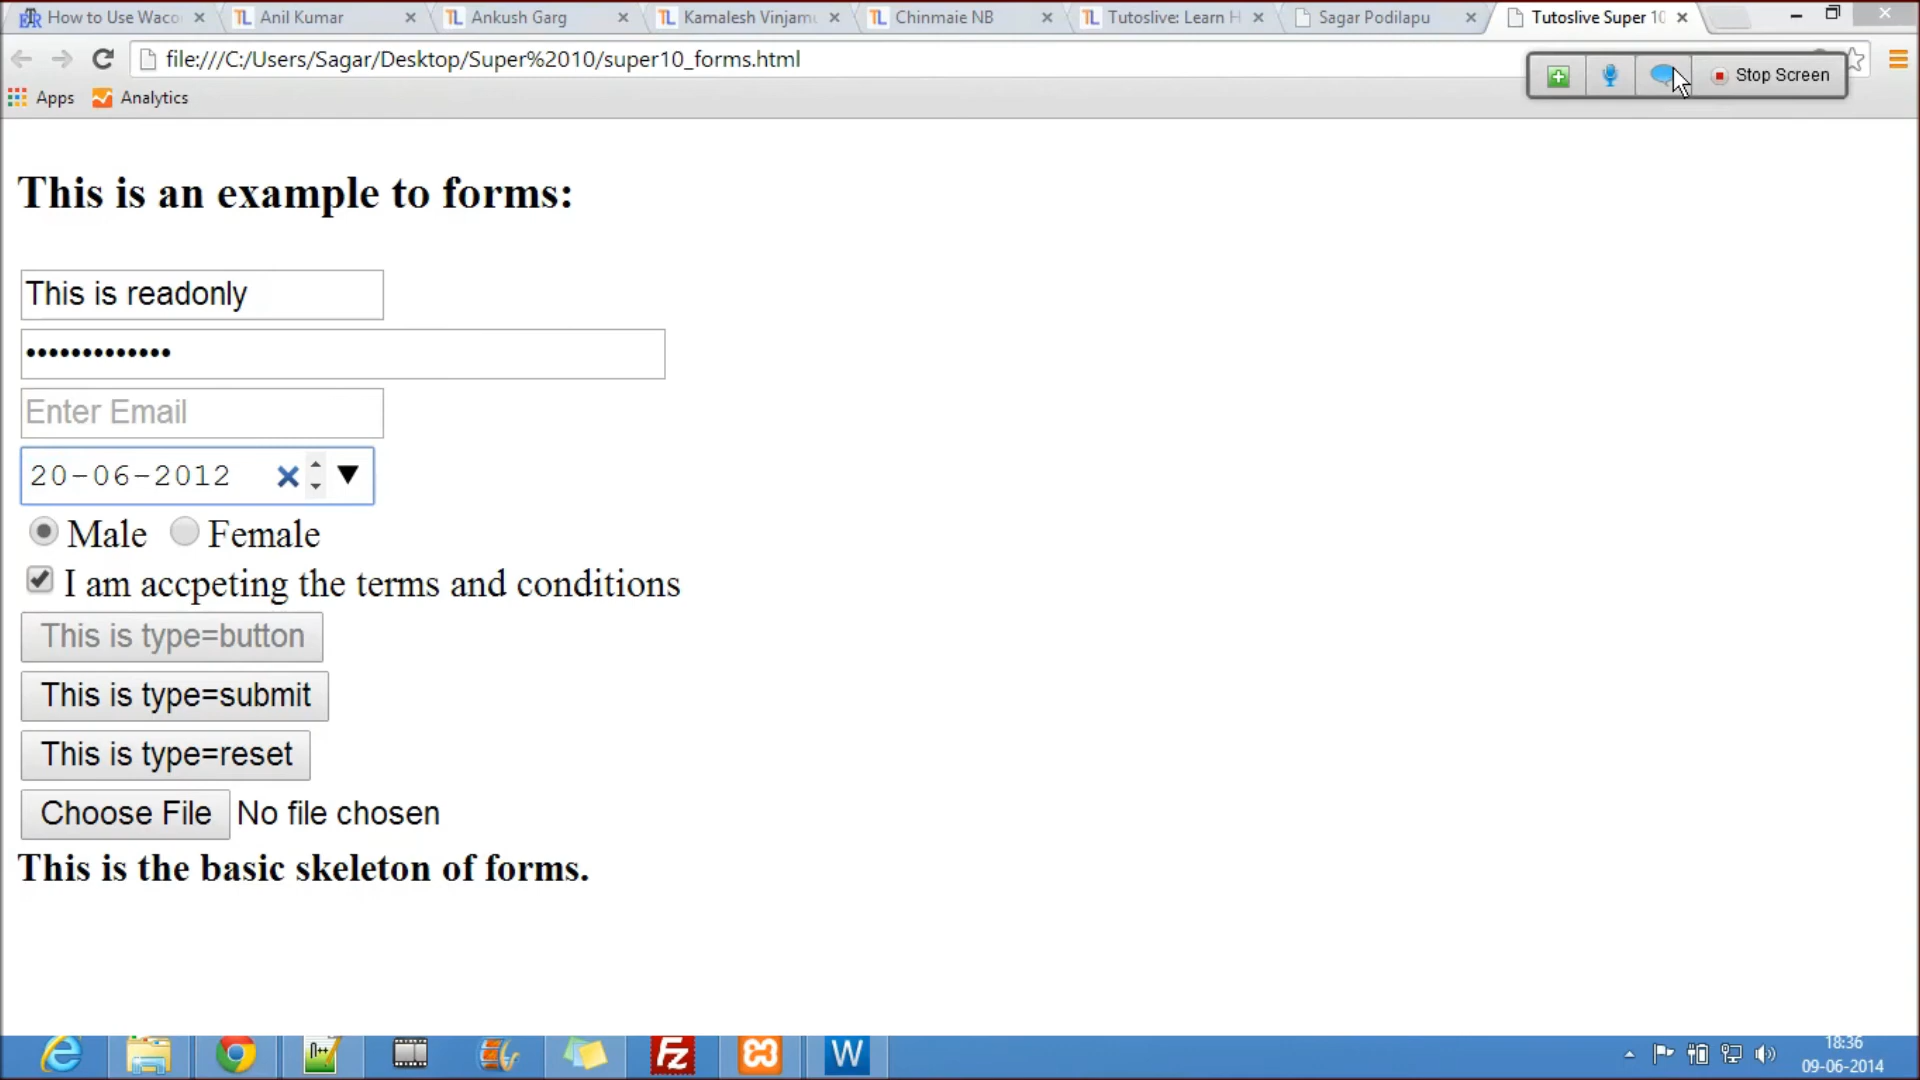 How to Use Waco
Anil Kumar
Ankush Garg
Kamalesh Vinjamu
Chinmaie NB
Tutoslive: Learn H
Sagar Podilapu
Tutoslive Super 10
file:///C:/Users/Sagar/Desktop/Super%2010/super10_forms.html
Stop Screen
Apps
Analytics
This is an example to forms:
This is readonly
•••••••••••••
Enter Email
20-06-2012
Male Female
I am accpeting the terms and conditions
This is type=button
This is type=submit
This is type=reset
Choose File No file chosen
This is the basic skeleton of forms.
18:36
09-06-2014